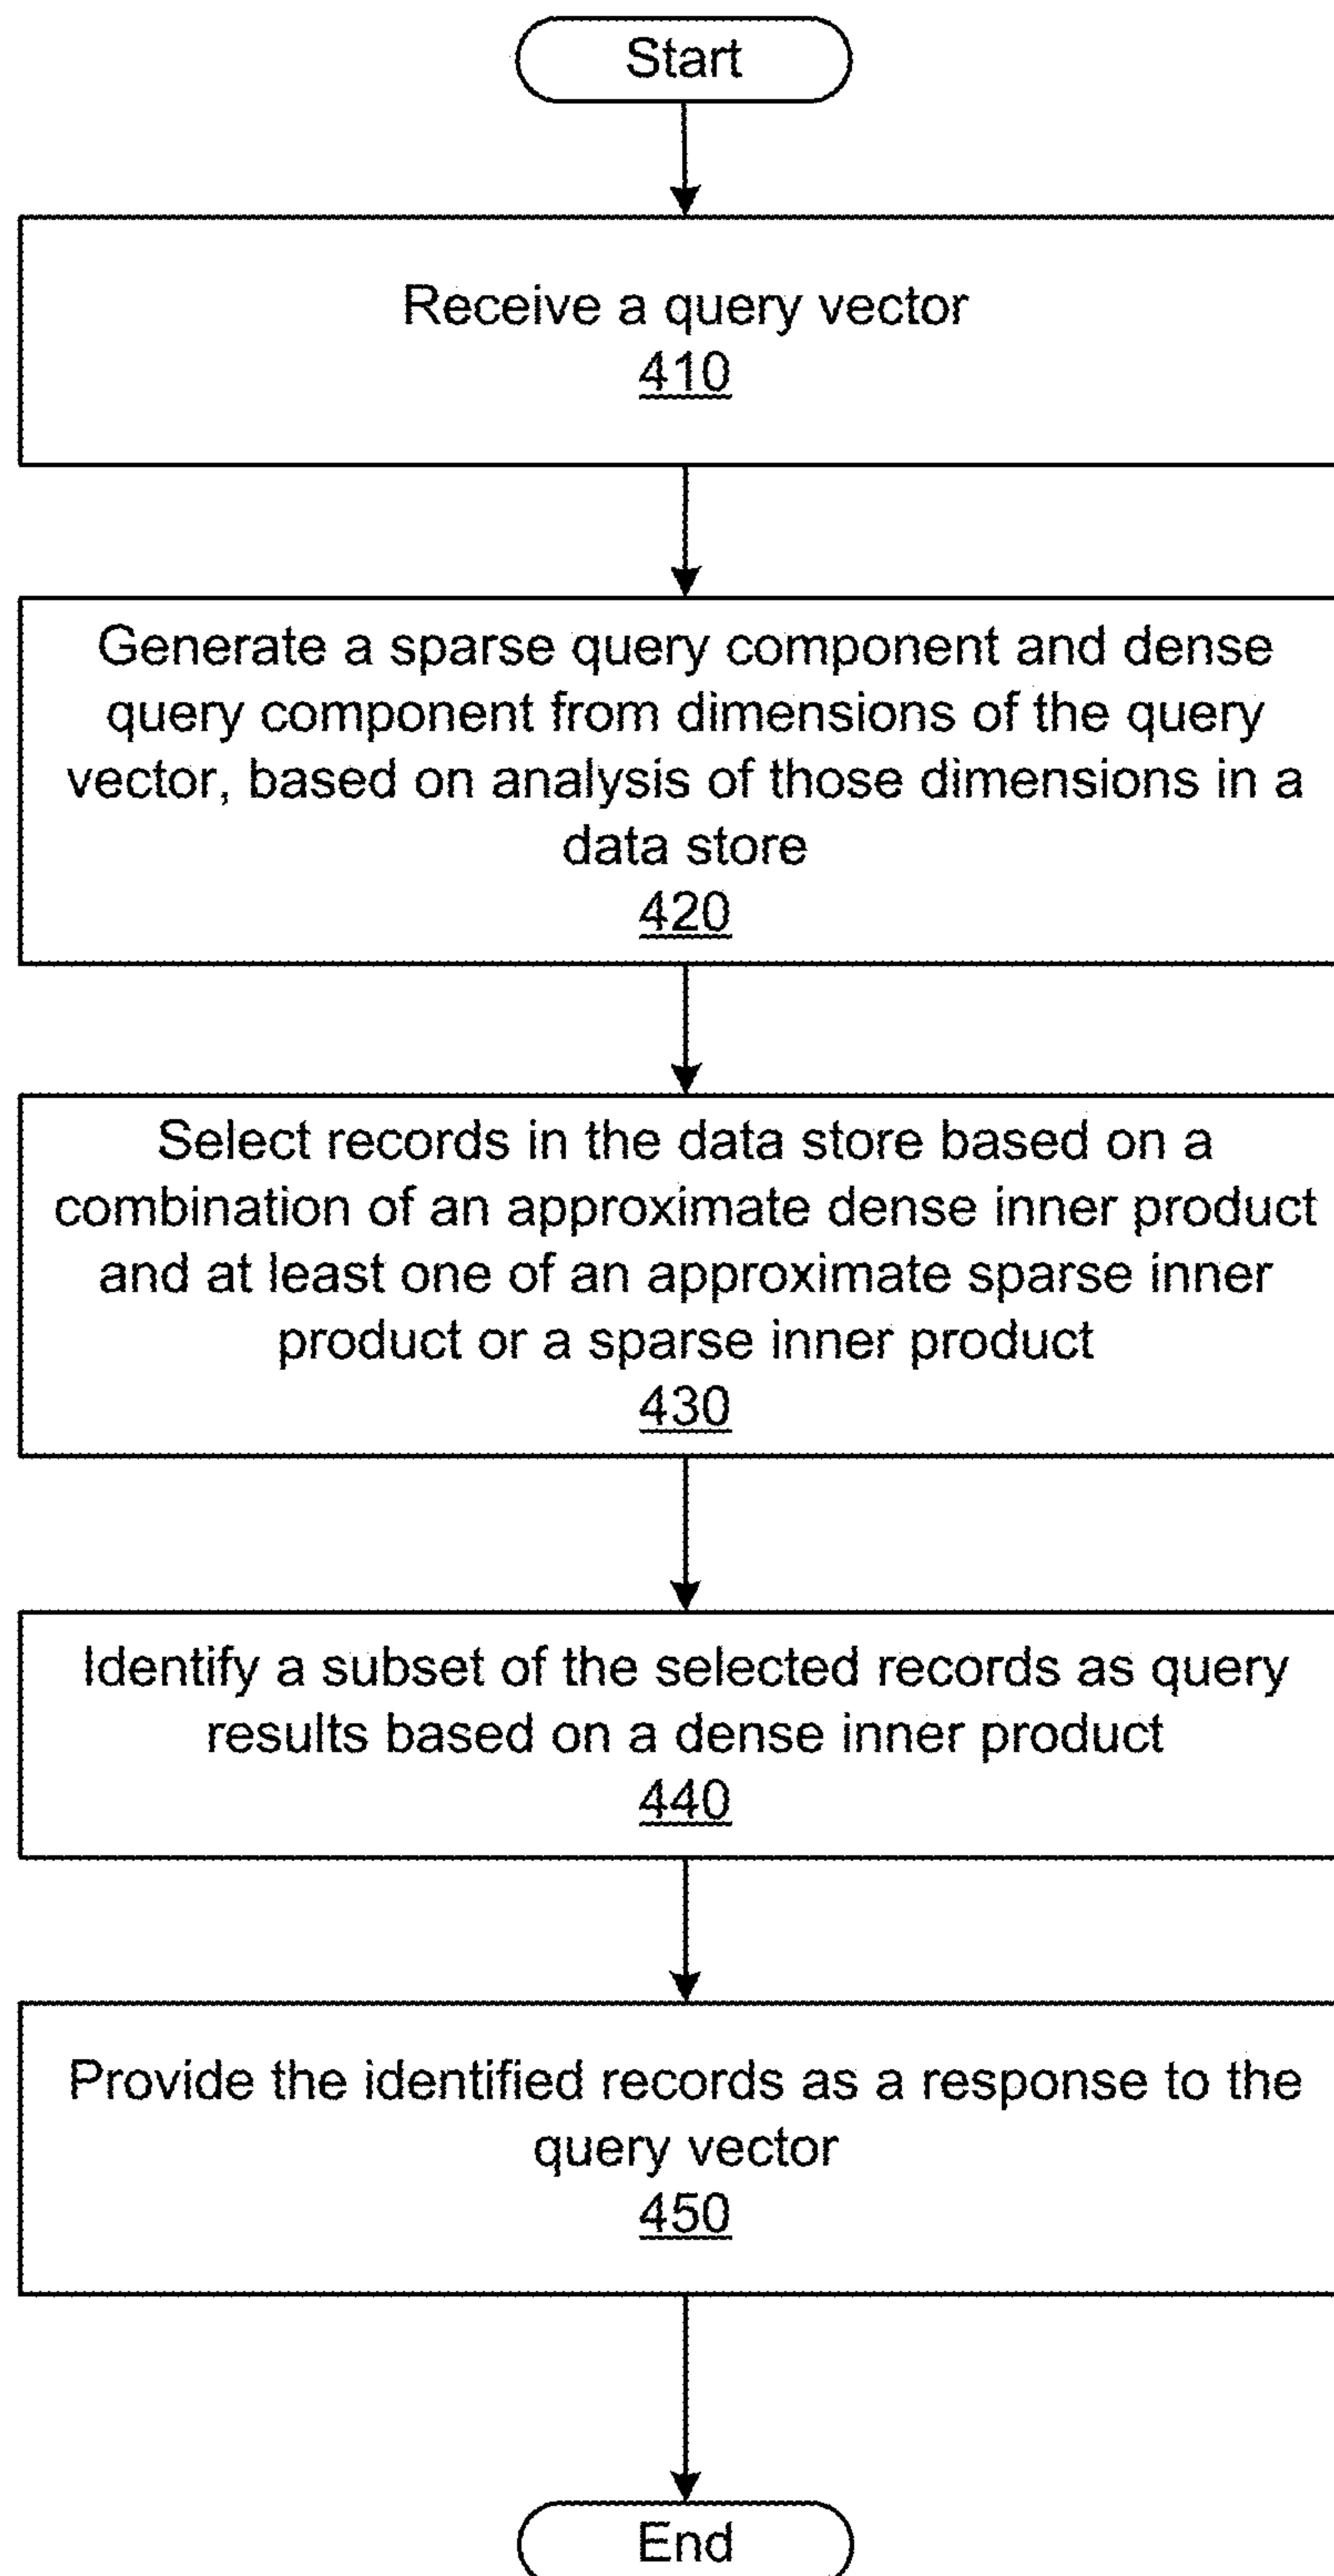 Start
Receive a query vector
410
Generate a sparse query component and dense
query component from dimensions of the query
vector, based on analysis of those dimensions in a
data store
420
Select records in the data store based on a
combination of an approximate dense inner product
and at least one of an approximate sparse inner
product or a sparse inner product
430
Identify a subset of the selected records as query
results based on a dense inner product
440
Provide the identified records as a response to the
query vector
450
End